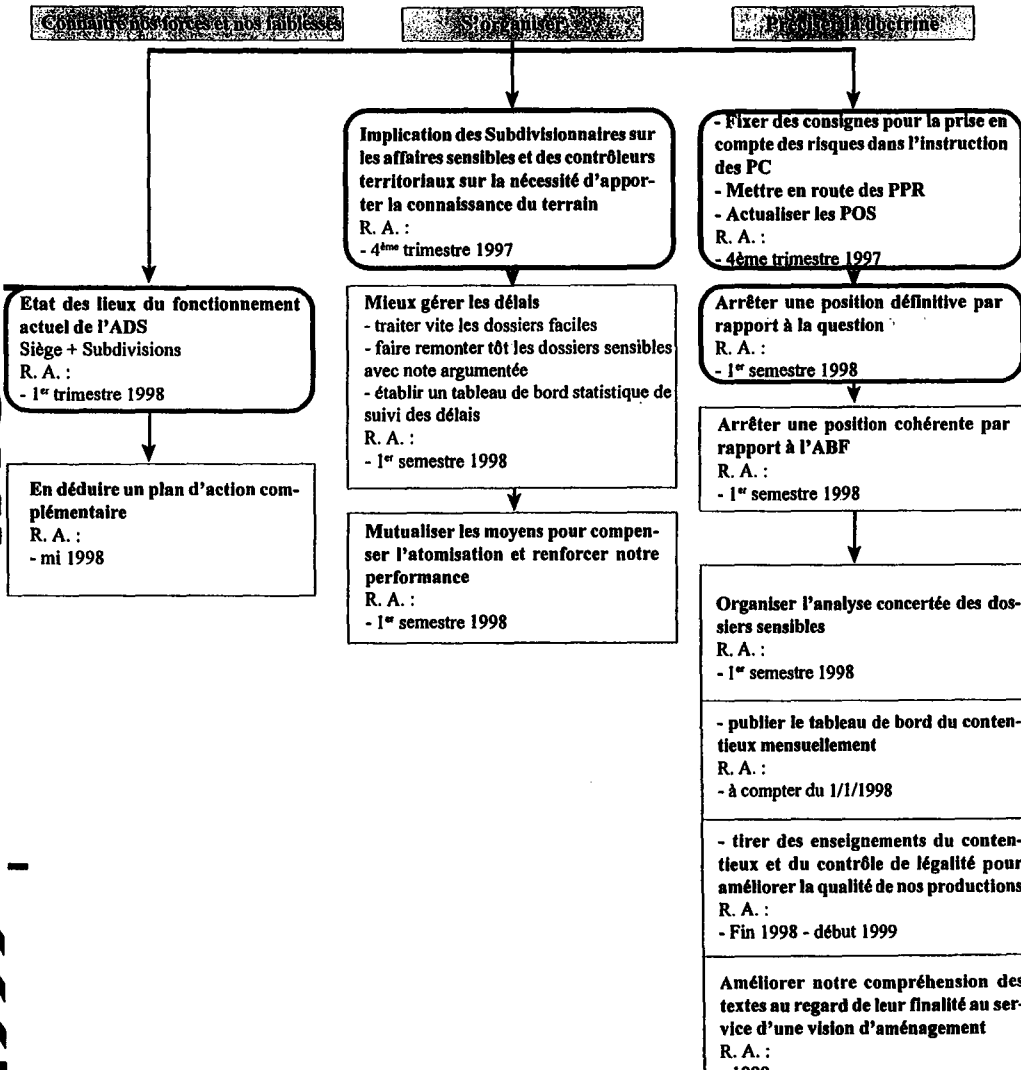 Connaître nos forces et nos faiblesses
S'organiser
Préciser la doctrine
Implication des Subdivisionnaires sur
les affaires sensibles et des contrôleurs
territoriaux sur la nécessité d'appor-
ter la connaissance du terrain
R. A. :
- 4ème trimestre 1997
- Fixer des consignes pour la prise en
compte des risques dans l'instruction
des PC
- Mettre en route des PPR
- Actualiser les POS
R. A. :
- 4ème trimestre 1997
Etat des lieux du fonctionnement
actuel de l'ADS
Siège + Subdivisions
R. A. :
- 1er trimestre 1998
Mieux gérer les délais
- traiter vite les dossiers faciles
- faire remonter tôt les dossiers sensibles
avec note argumentée
- établir un tableau de bord statistique de
suivi des délais
R. A. :
- 1er semestre 1998
Arrêter une position définitive par
rapport à la question
R. A. :
- 1er semestre 1998
Arrêter une position cohérente par
rapport à l'ABF
R. A. :
- 1er semestre 1998
En déduire un plan d'action com-
plémentaire
R. A. :
- mi 1998
Mutualiser les moyens pour compen-
ser l'atomisation et renforcer notre
performance
R. A. :
- 1er semestre 1998
Organiser l'analyse concertée des dos-
siers sensibles
R. A. :
- 1er semestre 1998
- publier le tableau de bord du conten-
tieux mensuellement
R. A. :
- à compter du 1/1/1998
- tirer des enseignements du conten-
tieux et du contrôle de légalité pour
améliorer la qualité de nos productions
R. A. :
- Fin 1998 - début 1999
Améliorer notre compréhension des
textes au regard de leur finalité au ser-
vice d'une vision d'aménagement
R. A. :